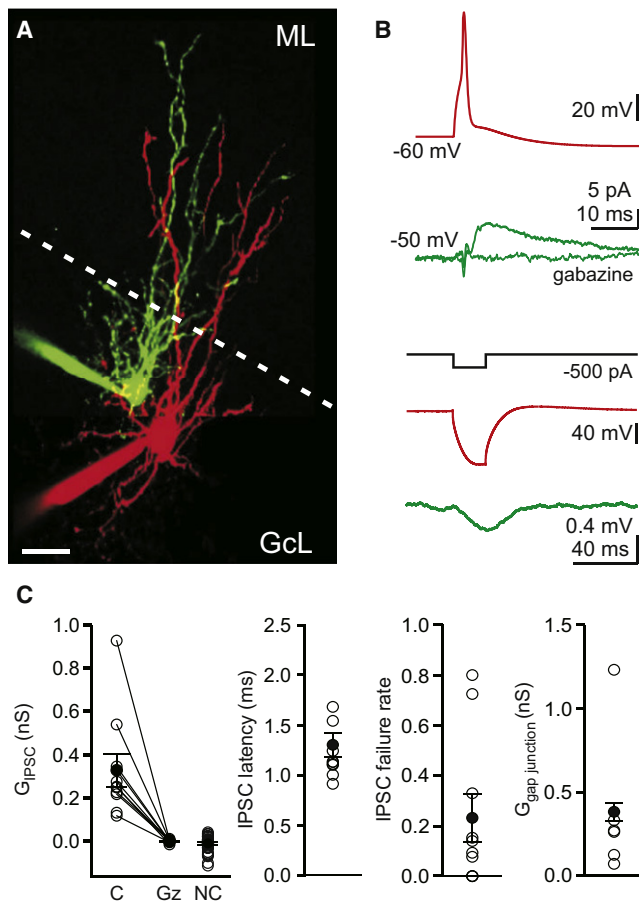 A
ML
GcL
B
20 mV
-60 mV
5 pA
10 ms
-50 mV
gabazine
-500 pA
40 mV
0.4 mV
40 ms
C
G_IPSC (nS)
1.0
0.8
0.6
0.4
0.2
0.0
C Gz NC
IPSC latency (ms)
2.5
2.0
1.5
1.0
0.5
0.0
IPSC failure rate
1.0
0.8
0.6
0.4
0.2
0.0
G_gap junction (nS)
1.5
1.0
0.5
0.0